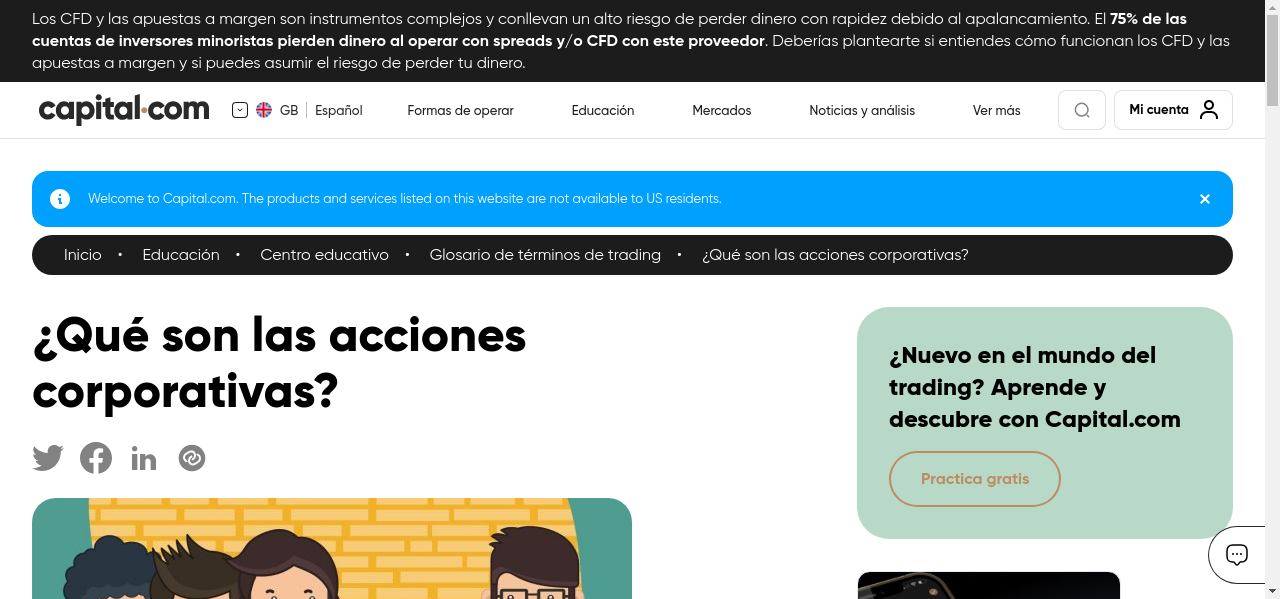 Los CFD y las apuestas a margen son instrumentos complejos y conllevan un alto riesgo de perder dinero con rapidez debido al apalancamiento. El 75% de las
cuentas de inversores minoristas pierden dinero al operar con spreads y/o CFD con este proveedor. Deberías plantearte si entiendes cómo funcionan los CFD y las
apuestas a margen y si puedes asumir el riesgo de perder tu dinero.
capital.com
GB
Español
Formas de operar
Educación
Mercados
Noticias y análisis
Ver más
Mi cuenta
Welcome to Capital.com. The products and services listed on this website are not available to US residents.
Inicio • Educación • Centro educativo • Glosario de términos de trading • ¿Qué son las acciones corporativas?
¿Qué son las acciones
corporativas?
¿Nuevo en el mundo del
trading? Aprende y
descubre con Capital.com
Practica gratis